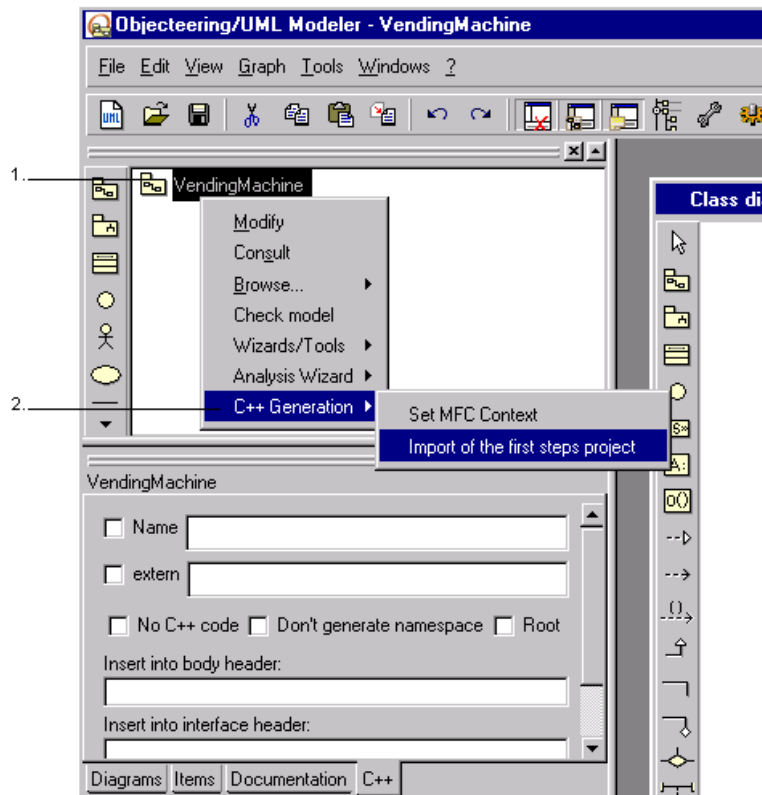 Objecteering/UML Modeler - VendingMachine
File Edit View Graph Tools Windows ?
UML
1.
VendingMachine
Class di
Modify
Consult
Browse...
Check model
Wizards/Tools
Analysis Wizard
2.
C++ Generation
Set MFC Context
Import of the first steps project
S»
A:
o()
()
VendingMachine
Name
extern
No C++ code Don't generate namespace Root
Insert into body header:
Insert into interface header:
Diagrams Items Documentation C++